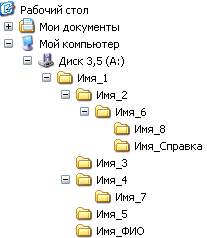 Рабочий стол
Мои документы
Мой компьютер
Диск 3,5 (A:)
Имя_1
Имя_2
Имя_6
Имя_8
Имя_Справка
Имя_3
Имя_4
Имя_7
Имя_5
Имя_ФИО